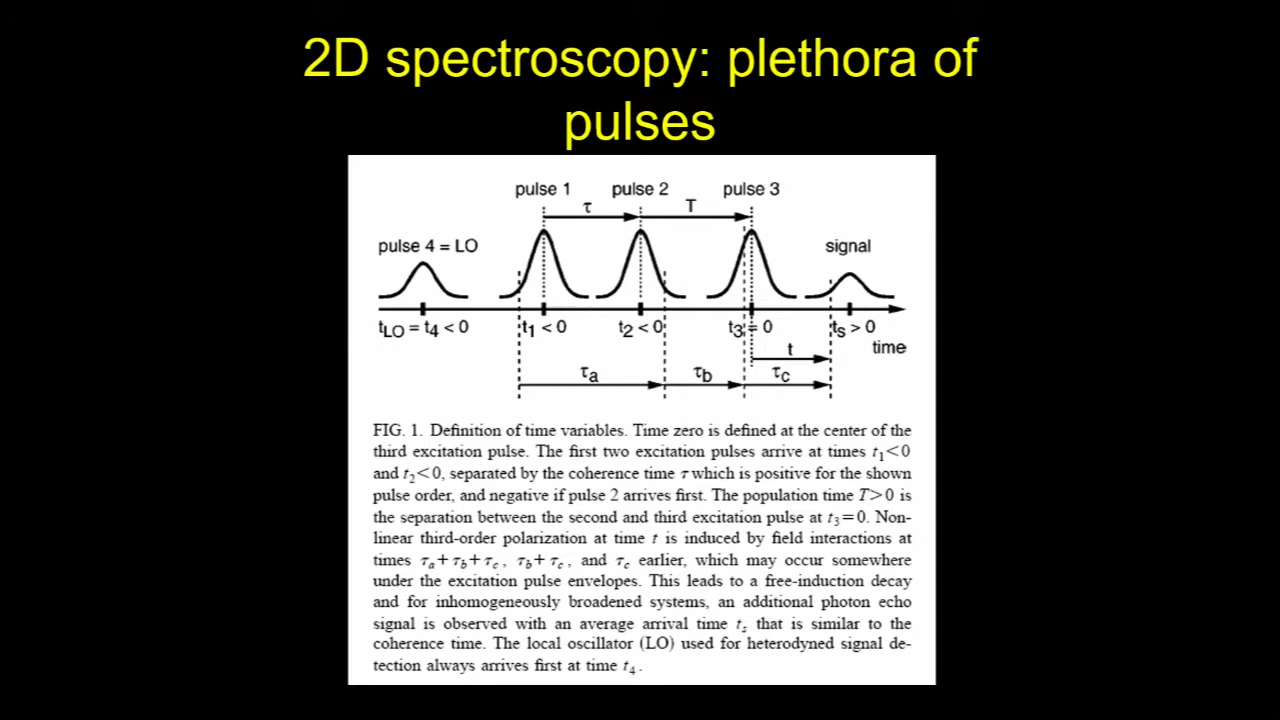 2D spectroscopy: plethora of
pulses
pulse 1 pulse 2 pulse 3
τ T
pulse 4 = LO signal
tLO = t4 < 0 t1 < 0 t2 < 0 t3 = 0 ts > 0
t time
τa τb τc
FIG. 1. Definition of time variables. Time zero is defined at the center of the
third excitation pulse. The first two excitation pulses arrive at times t1<0
and t2<0, separated by the coherence time τ which is positive for the shown
pulse order, and negative if pulse 2 arrives first. The population time T>0 is
the separation between the second and third excitation pulse at t3=0. Non-
linear third-order polarization at time t is induced by field interactions at
times τa+τb+τc, τb+τc, and τc earlier, which may occur somewhere
under the excitation pulse envelopes. This leads to a free-induction decay
and for inhomogeneously broadened systems, an additional photon echo
signal is observed with an average arrival time ts that is similar to the
coherence time. The local oscillator (LO) used for heterodyned signal de-
tection always arrives first at time t4.